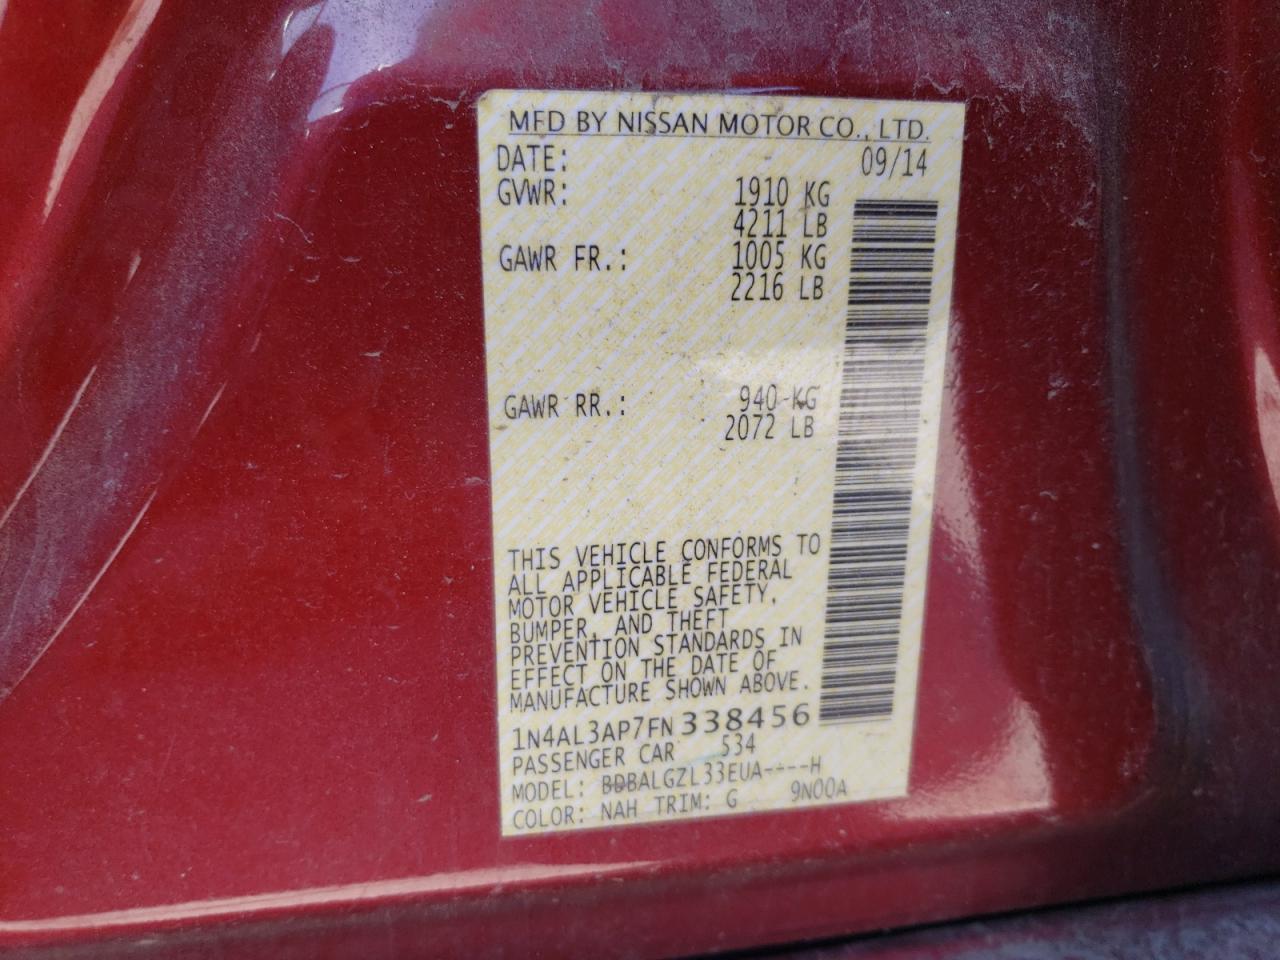 MFD BY NISSAN MOTOR CO., LTD.
DATE: 09/14
GVWR: 1910 KG
4211 LB
GAWR FR.: 1005 KG
2216 LB
GAWR RR.: 940 KG
2072 LB
THIS VEHICLE CONFORMS TO
ALL APPLICABLE FEDERAL
MOTOR VEHICLE SAFETY,
BUMPER, AND THEFT
PREVENTION STANDARDS IN
EFFECT ON THE DATE OF
MANUFACTURE SHOWN ABOVE.
1N4AL3AP7FN338456
PASSENGER CAR 534
MODEL: BDBALGZL33EUA----H
COLOR: NAH TRIM: G 9N00A